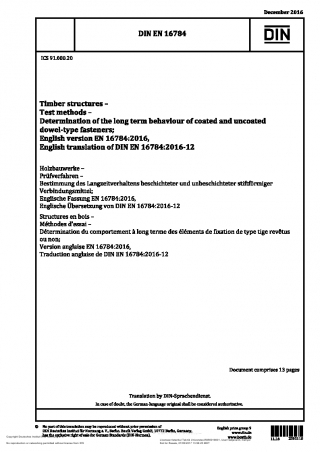 December 2016
DIN EN 16784
DIN
ICS 91.080.20
Timber structures –
Test methods –
Determination of the long term behaviour of coated and uncoated
dowel-type fasteners;
English version EN 16784:2016,
English translation of DIN EN 16784:2016-12
Holzbauwerke –
Prüfverfahren –
Bestimmung des Langzeitverhaltens beschichteter und unbeschichteter stiftförmiger
Verbindungsmittel;
Englische Fassung EN 16784:2016,
Englische Übersetzung von DIN EN 16784:2016-12
Structures en bois –
Méthodes d'essai –
Détermination du comportement à long terme des éléments de fixation de type tige revêtus
ou non;
Version anglaise EN 16784:2016,
Traduction anglaise de DIN EN 16784:2016-12
Document comprises 13 pages
Translation by DIN-Sprachendienst.
In case of doubt, the German-language original shall be considered authoritative.
No part of this translation may be reproduced without prior permission of
DIN Deutsches Institut für Normung e. V., Berlin. Beuth Verlag GmbH, 10772 Berlin, Germany,
has the exclusive right of sale for German Standards (DIN-Normen).
English price group 9
www.din.de
www.beuth.de